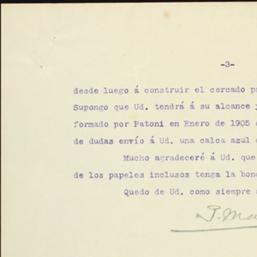 -3-
desde luego á construir el cercado
Supongo que Ud. tendrá á su alcance
formado por Patoni en Enero de 1905
de dudas envío á Ud. una calca azul
Mucho agradeceré á Ud. que
de los papeles inclusos tenga la
Quedo de Ud. como siempre